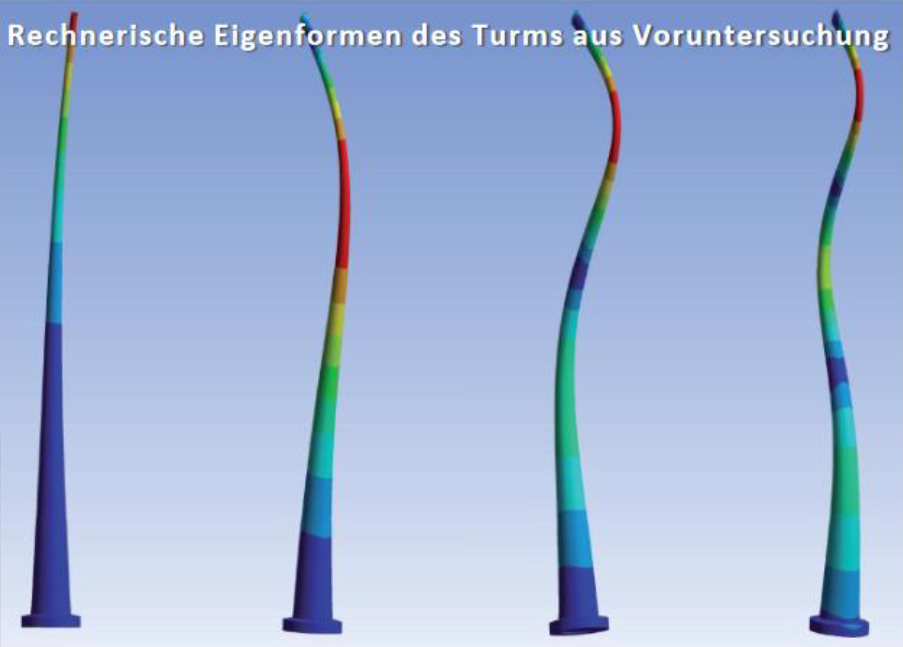 Rechnerische Eigenformen des Turms aus Voruntersuchung